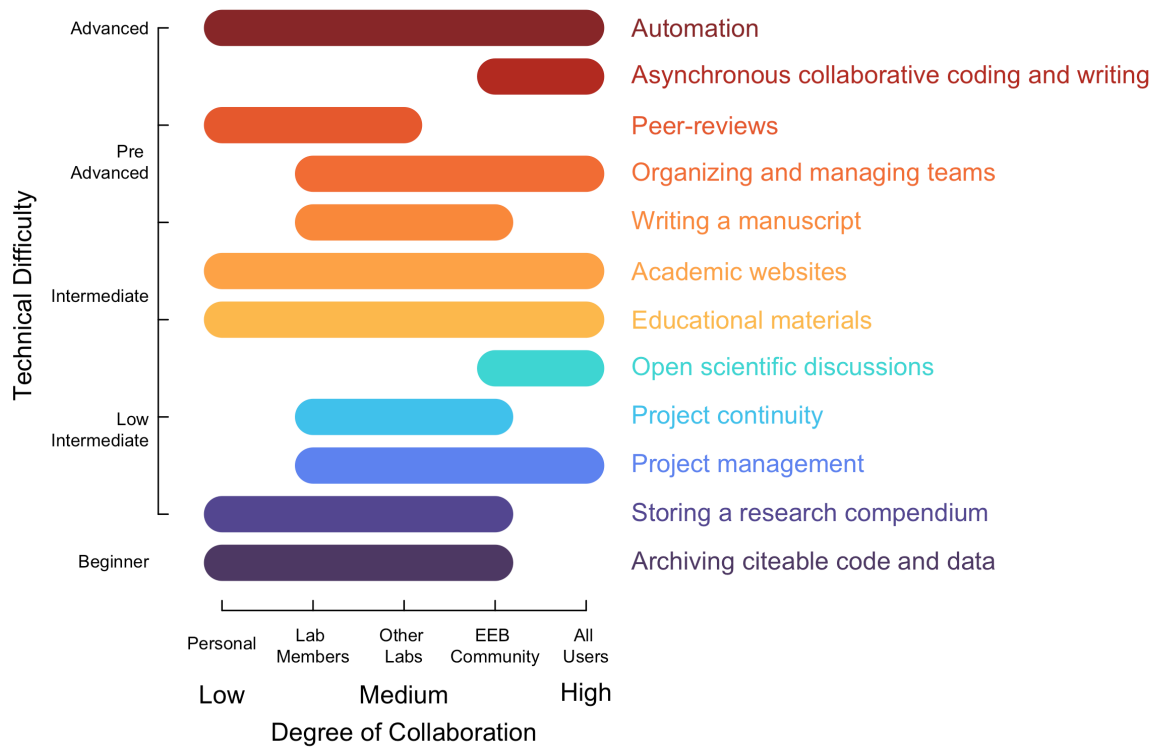 Technical Difficulty
Advanced
Pre
Advanced
Intermediate
Low
Intermediate
Beginner
Automation
Asynchronous collaborative coding and writing
Peer-reviews
Organizing and managing teams
Writing a manuscript
Academic websites
Educational materials
Open scientific discussions
Project continuity
Project management
Storing a research compendium
Archiving citeable code and data
Personal
Lab
Members
Other
Labs
EEB
Community
All
Users
Low
Medium
High
Degree of Collaboration